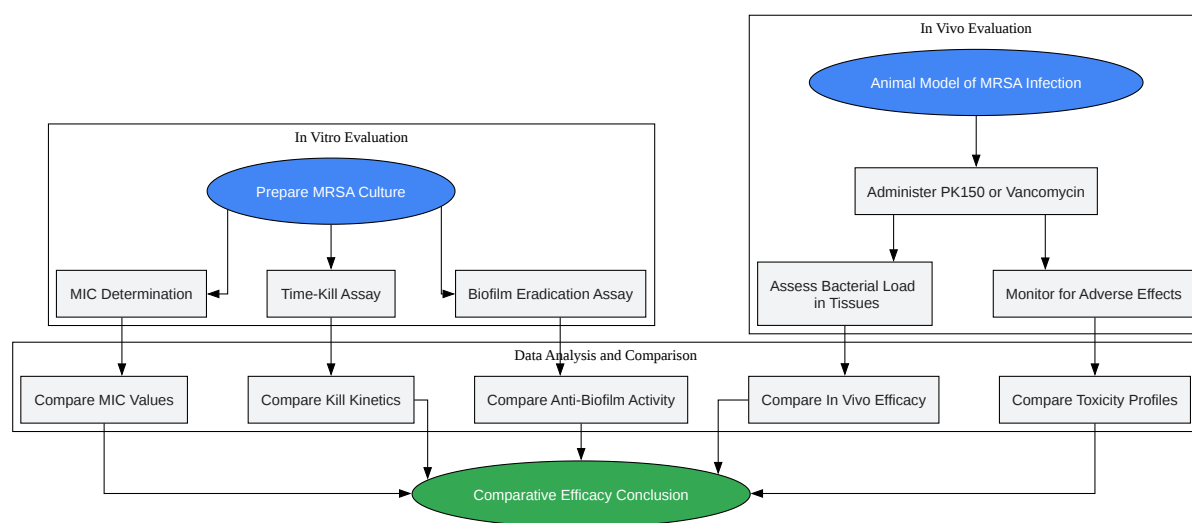 In Vivo Evaluation
Animal Model of MRSA Infection
In Vitro Evaluation
Prepare MRSA Culture
Administer PK150 or Vancomycin
MIC Determination
Time-Kill Assay
Biofilm Eradication Assay
Assess Bacterial Load
in Tissues
Monitor for Adverse Effects
Data Analysis and Comparison
Compare MIC Values
Compare Kill Kinetics
Compare Anti-Biofilm Activity
Compare In Vivo Efficacy
Compare Toxicity Profiles
Comparative Efficacy Conclusion